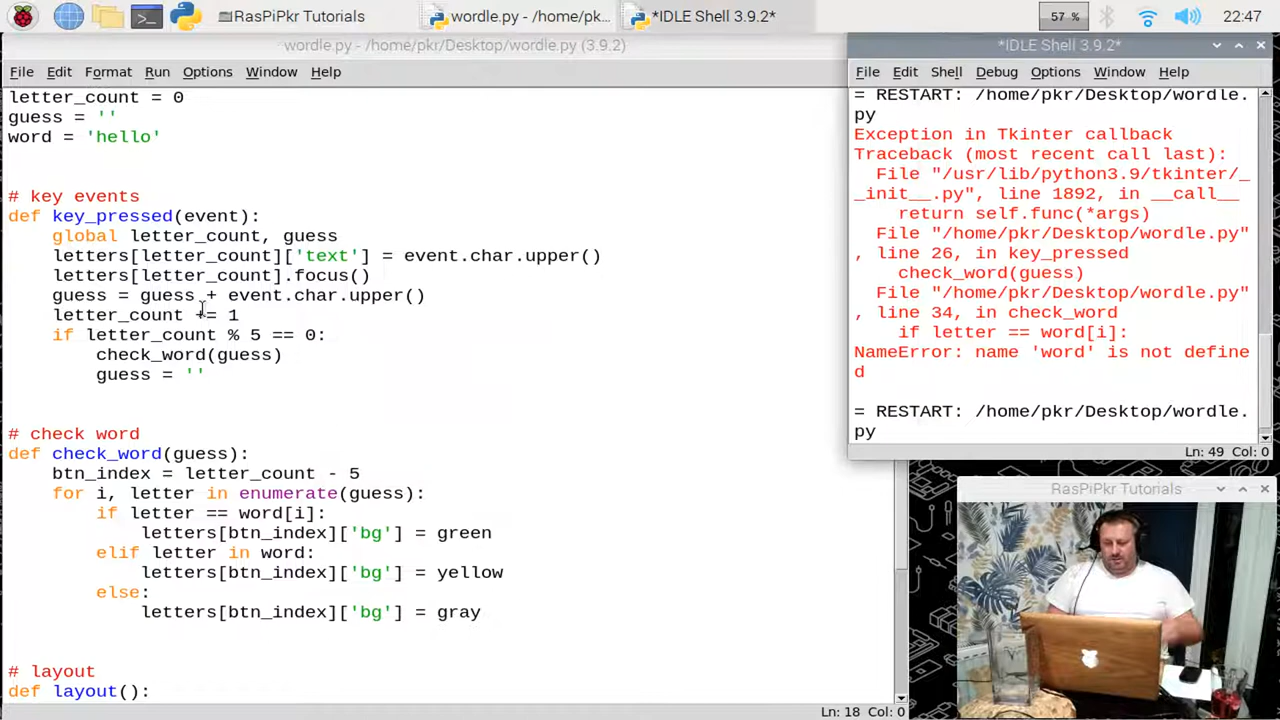 RasPiPkr Tutorials
wordle.py - /home/pk...
*IDLE Shell 3.9.2*
57 %
22:47
wordle.py - /home/pkr/Desktop/wordle.py (3.9.2)
File Edit Format Run Options Window Help
letter_count = 0
guess = ''
word = 'hello'
# key events
def key_pressed(event):
global letter_count, guess
letters[letter_count]['text'] = event.char.upper()
letters[letter_count].focus()
guess = guess + event.char.upper()
letter_count += 1
if letter_count % 5 == 0:
check_word(guess)
guess = ''
# check word
def check_word(guess):
btn_index = letter_count - 5
for i, letter in enumerate(guess):
if letter == word[i]:
letters[btn_index]['bg'] = green
elif letter in word:
letters[btn_index]['bg'] = yellow
else:
letters[btn_index]['bg'] = gray
# layout
def layout():
Ln: 18 Col: 0
*IDLE Shell 3.9.2*
File Edit Shell Debug Options Window Help
= RESTART: /home/pkr/Desktop/wordle.
py
Exception in Tkinter callback
Traceback (most recent call last):
File "/usr/lib/python3.9/tkinter/_
_init__.py", line 1892, in __call__
return self.func(*args)
File "/home/pkr/Desktop/wordle.py"
, line 26, in key_pressed
check_word(guess)
File "/home/pkr/Desktop/wordle.py"
, line 34, in check_word
if letter == word[i]:
NameError: name 'word' is not define
d
= RESTART: /home/pkr/Desktop/wordle.
py
Ln: 49 Col: 0
RasPiPkr Tutorials